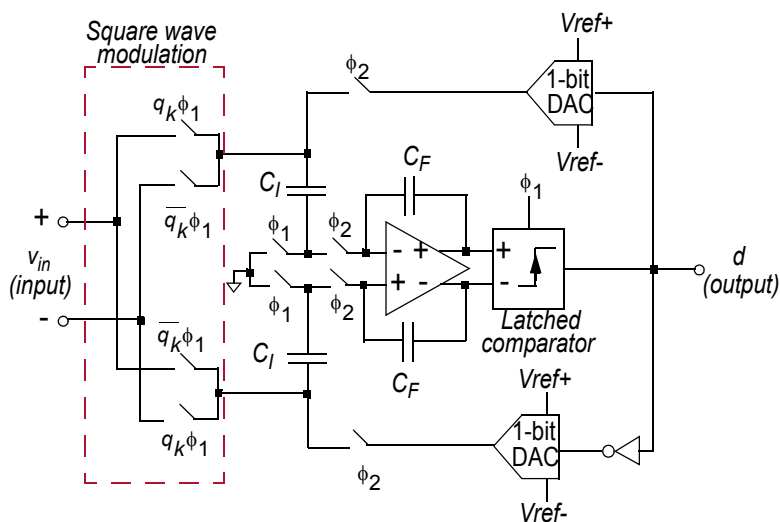 Square wave
modulation
Vref+
ϕ2
1-bit
DAC
qkϕ1
Vref-
CF
CI
ϕ1
ϕ1
ϕ2
q̅kϕ1
+
- +
+
d
(output)
vin
(input)
+ -
-
ϕ1
ϕ2
Latched
comparator
-
q̅kϕ1
CI
CF
Vref+
1-bit
DAC
qkϕ1
ϕ2
Vref-